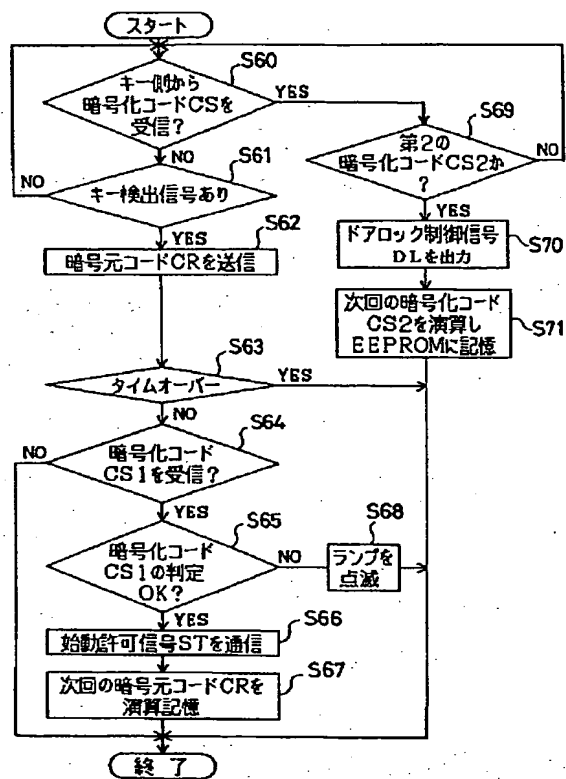 スタート
S60
キー側から
暗号化コードCSを
受信?
YES
NO
S69
第2の
暗号化コードCS2か
?
NO
YES
S61
キー検出信号あり
NO
YES
S62
暗号元コードCRを送信
S70
ドアロック制御信号
DLを出力
S71
次回の暗号化コード
CS2を演算し
EEPROMに記憶
S63
タイムオーバー
YES
NO
S64
暗号化コード
CS1を受信?
NO
YES
S65
暗号化コード
CS1の判定
OK?
NO
S68
ランプを
点滅
YES
S66
始動許可信号STを通信
S67
次回の暗号元コードCRを
演算記憶
終了